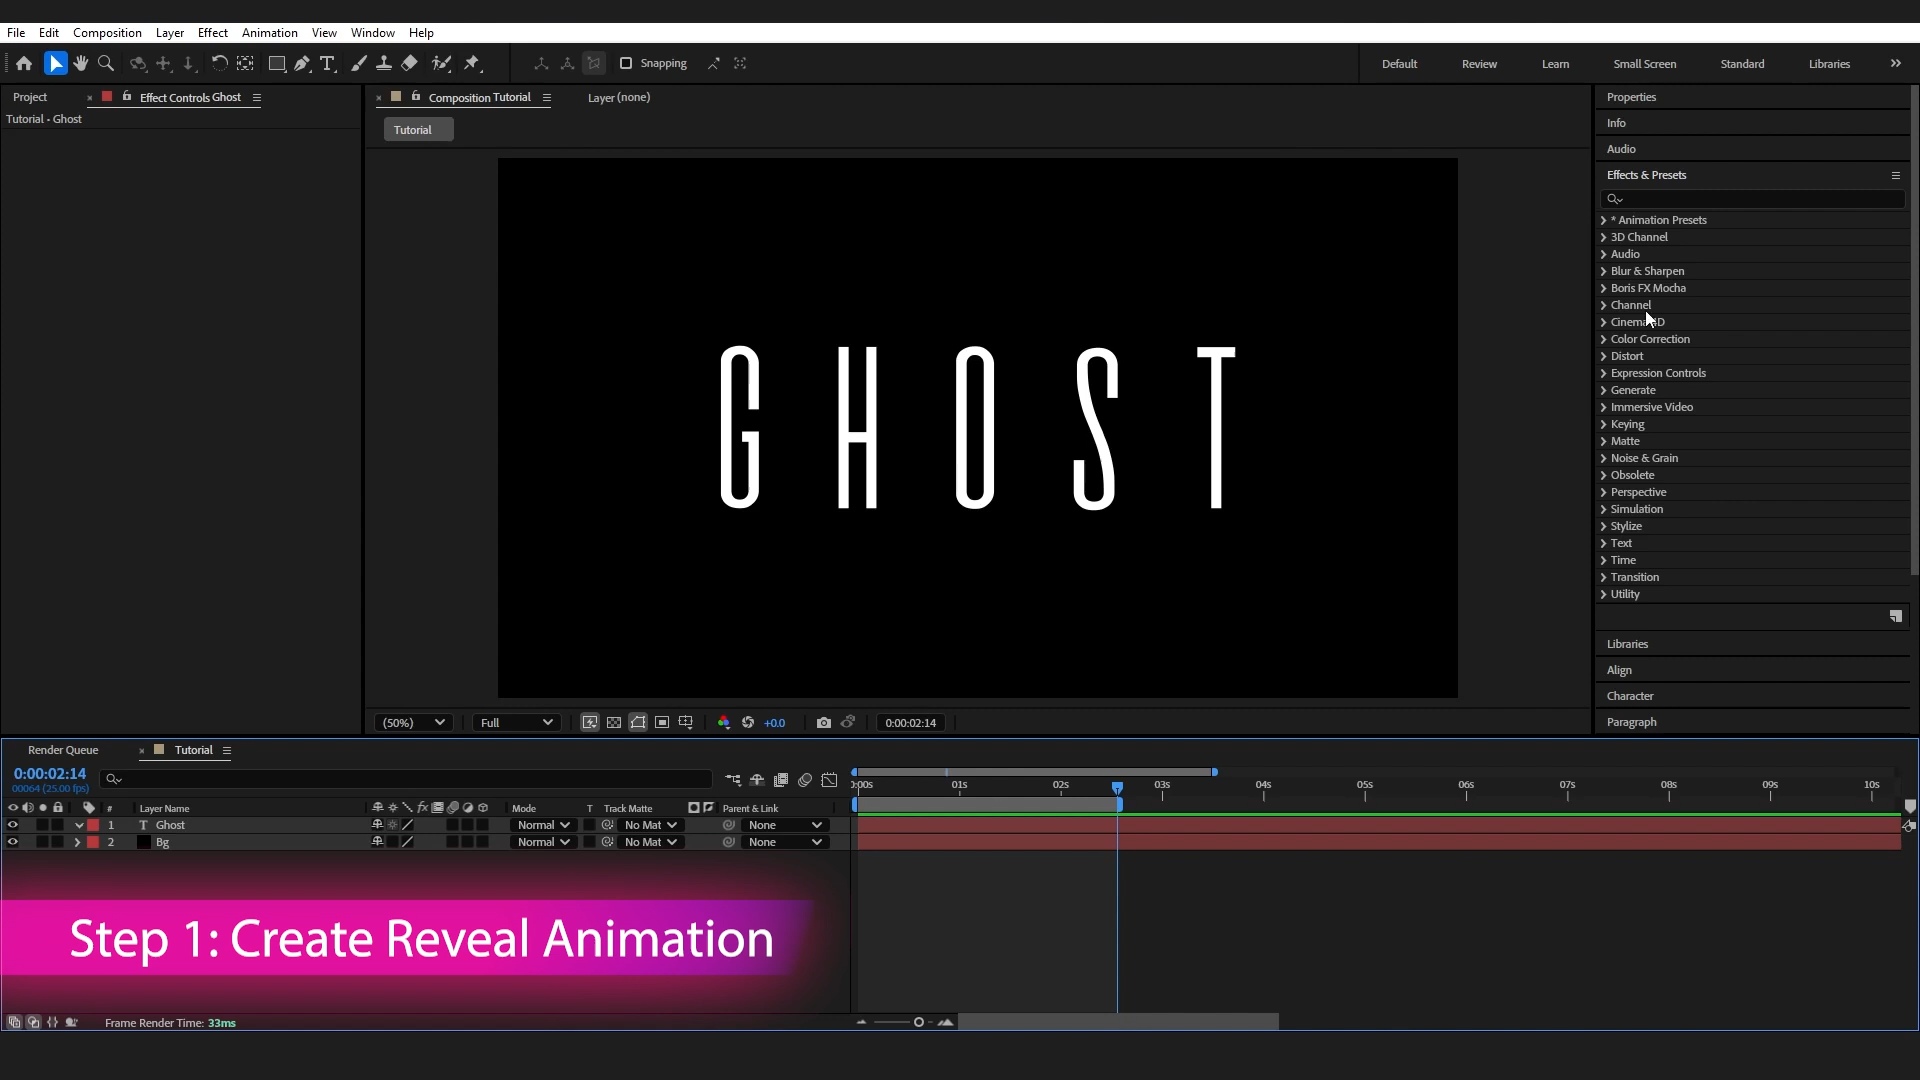 File Edit Composition Layer Effect Animation View Window Help
Snapping
Default Review Learn Small Screen Standard Libraries
Project Effect Controls Ghost
Tutorial • Ghost
Composition Tutorial Layer (none)
Tutorial
GHOST
Properties
Info
Audio
Effects & Presets
* Animation Presets
3D Channel
Audio
Blur & Sharpen
Boris FX Mocha
Channel
Color Correction
Distort
Expression Controls
Generate
Immersive Video
Keying
Matte
Noise & Grain
Obsolete
Perspective
Simulation
Stylize
Text
Time
Transition
Utility
Libraries
Align
Character
Paragraph
(50%) Full +0.0 0:00:02:14
Render Queue Tutorial
0:00:02:14
00064 (25.00 fps)
:00s 01s 02s 03s 04s 05s 06s 07s 08s 09s 10s
# Layer Name fx Mode T Track Matte Parent & Link
1 T Ghost Normal No Mat None
2 Bg Normal No Mat None
Step 1: Create Reveal Animation
Frame Render Time: 33ms